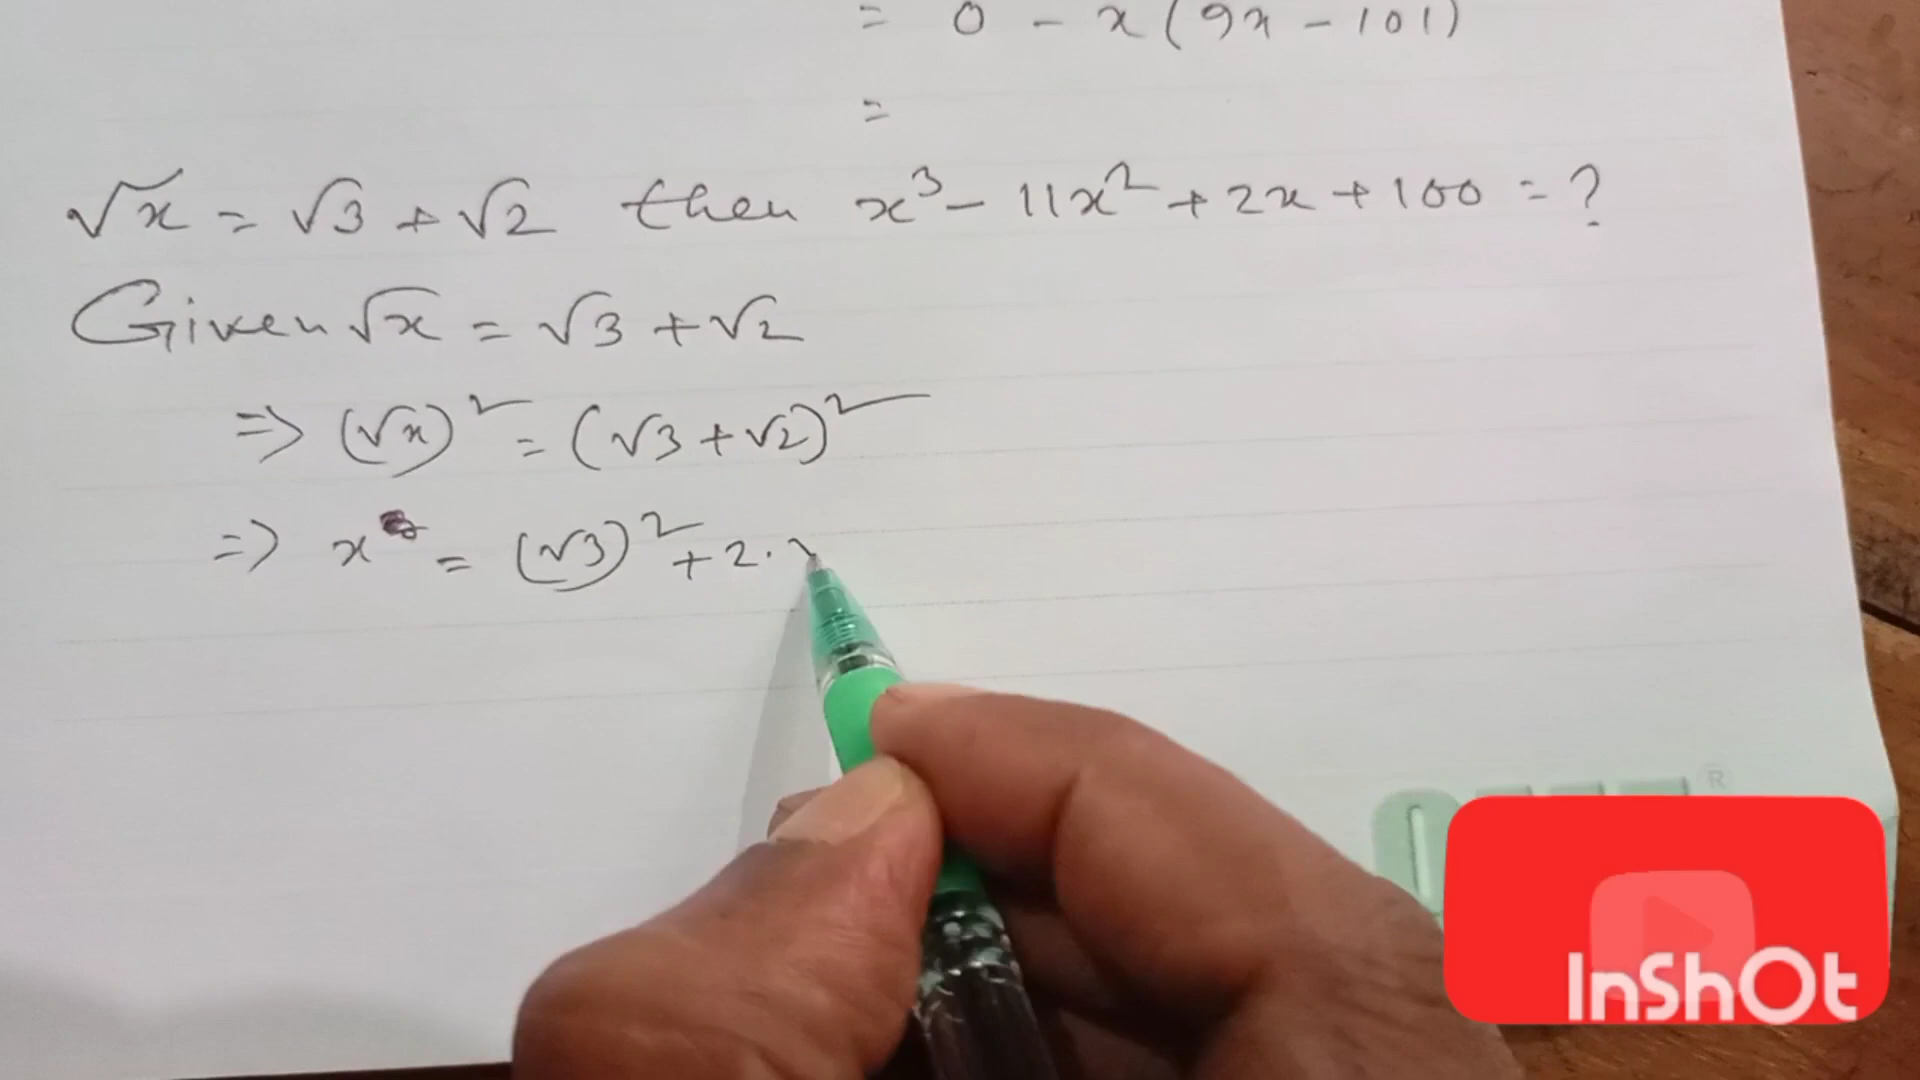 = 0 - x(9x - 101)
=
√x = √3 + √2 then x³ - 11x² + 2x + 100 = ?
Given √x = √3 + √2
⇒ (√x)² = (√3 + √2)²
⇒ x = (√3)² + 2.
InShOt